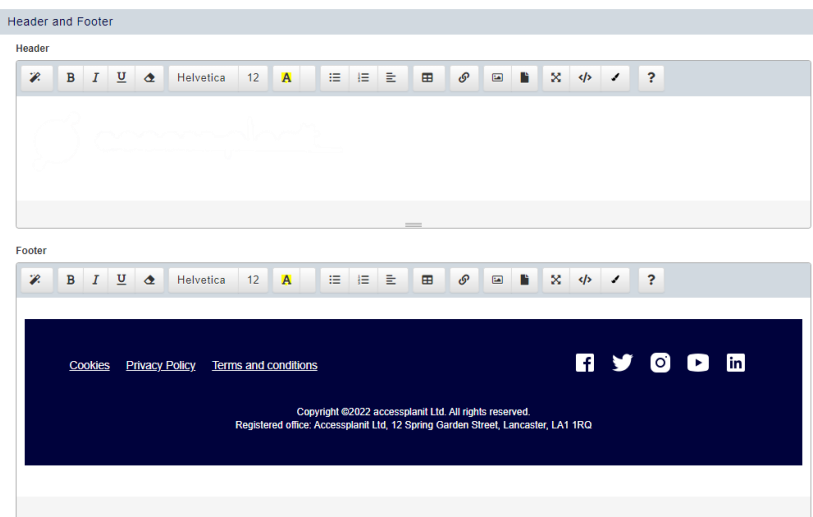 Header and Footer
Header
B I U Helvetica 12 A </> ?
Footer
B I U Helvetica 12 A </> ?
Cookies Privacy Policy Terms and conditions
Copyright ©2022 accessplanit Ltd. All rights reserved.
Registered office: Accessplanit Ltd, 12 Spring Garden Street, Lancaster, LA1 1RQ